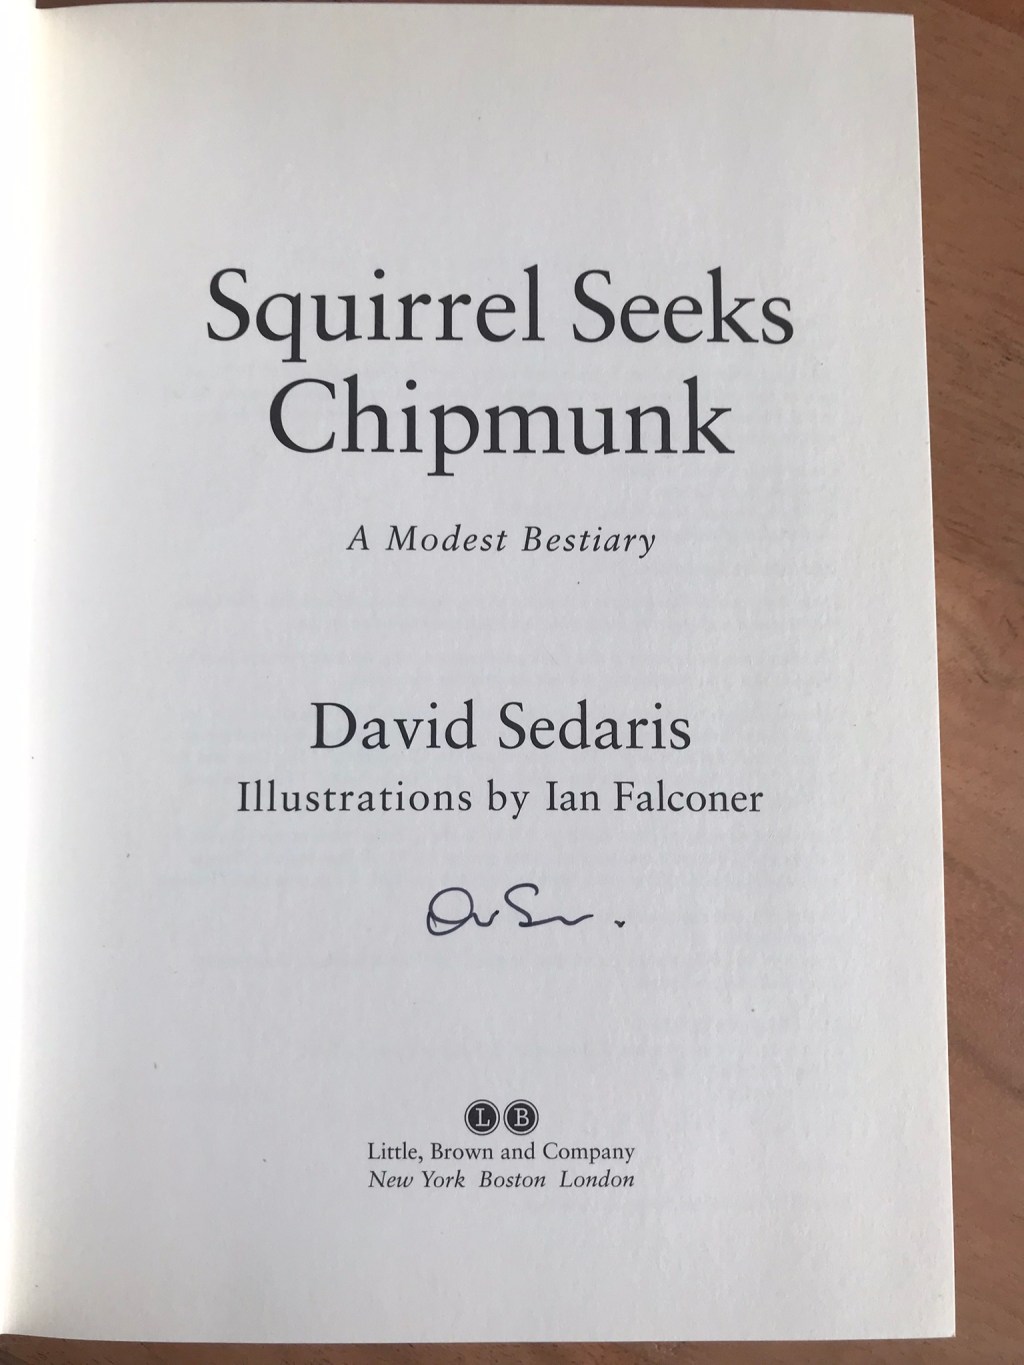 Squirrel Seeks
Chipmunk
A Modest Bestiary
David Sedaris
Illustrations by Ian Falconer
L B
Little, Brown and Company
New York Boston London